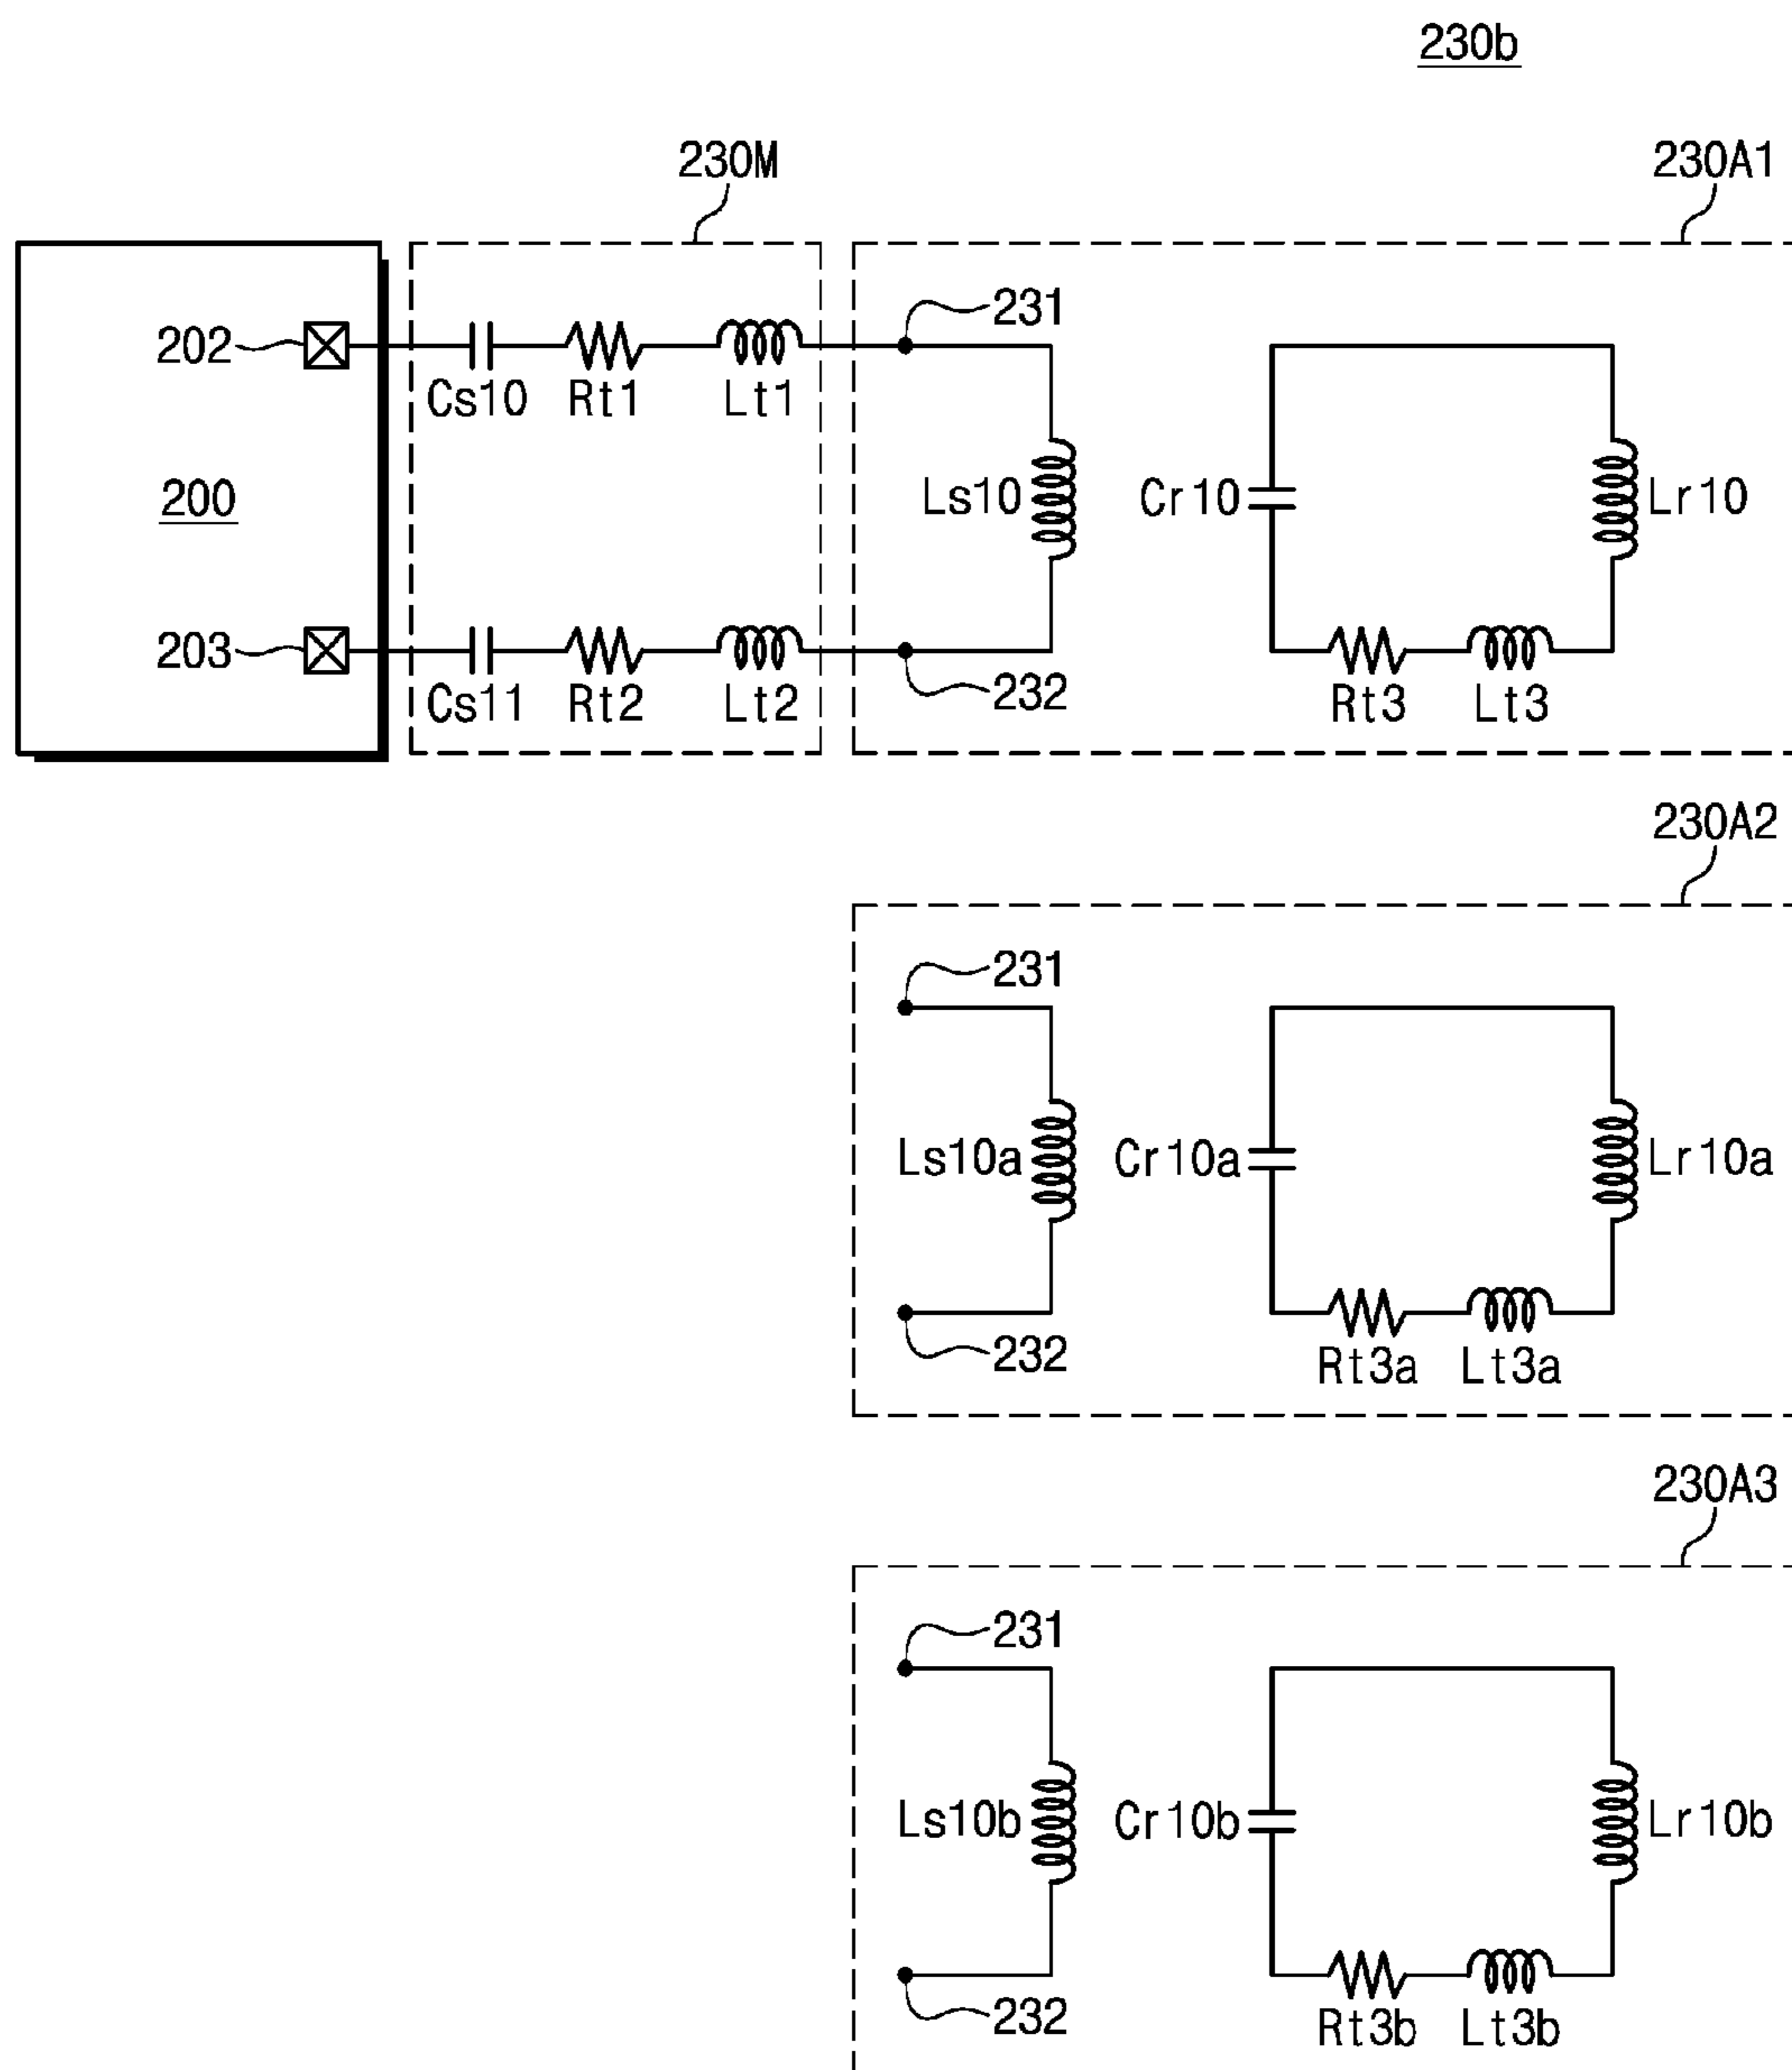 230b
230M
230A1
202
231
Cs10 Rt1 Lt1
200
Ls10 Cr10 Lr10
203
Cs11 Rt2 Lt2
232
Rt3 Lt3
230A2
231
Ls10a Cr10a Lr10a
232
Rt3a Lt3a
230A3
231
Ls10b Cr10b Lr10b
232
Rt3b Lt3b